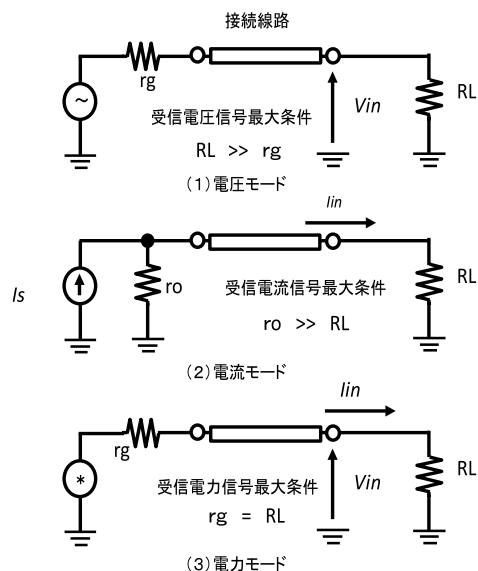 接続線路
rg
RL
Vin
受信電圧信号最大条件
~
RL >> rg
(1)電圧モード
Iin
Is
ro
RL
受信電流信号最大条件
ro >> RL
(2)電流モード
Iin
rg
RL
*
受信電力信号最大条件
Vin
rg = RL
(3)電力モード